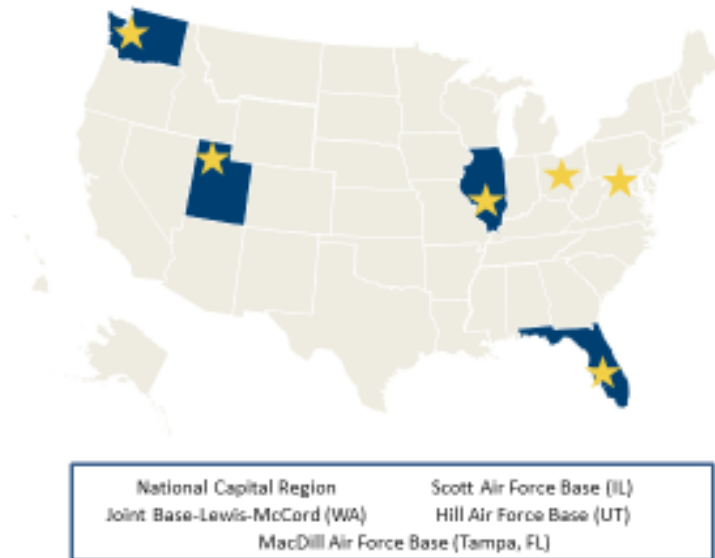 National Capital Region Scott Air Force Base (IL)
Joint Base-Lewis-McCord (WA) Hill Air Force Base (UT)
MacDill Air Force Base (Tampa, FL)